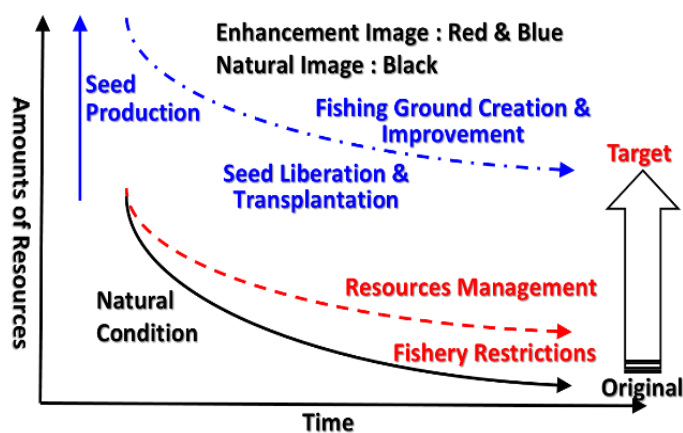 Enhancement Image : Red & Blue
Natural Image : Black
Seed
Production
Fishing Ground Creation &
Improvement
Target
Seed Liberation &
Transplantation
Amounts of Resources
Resources Management
Natural
Condition
Fishery Restrictions
Original
Time